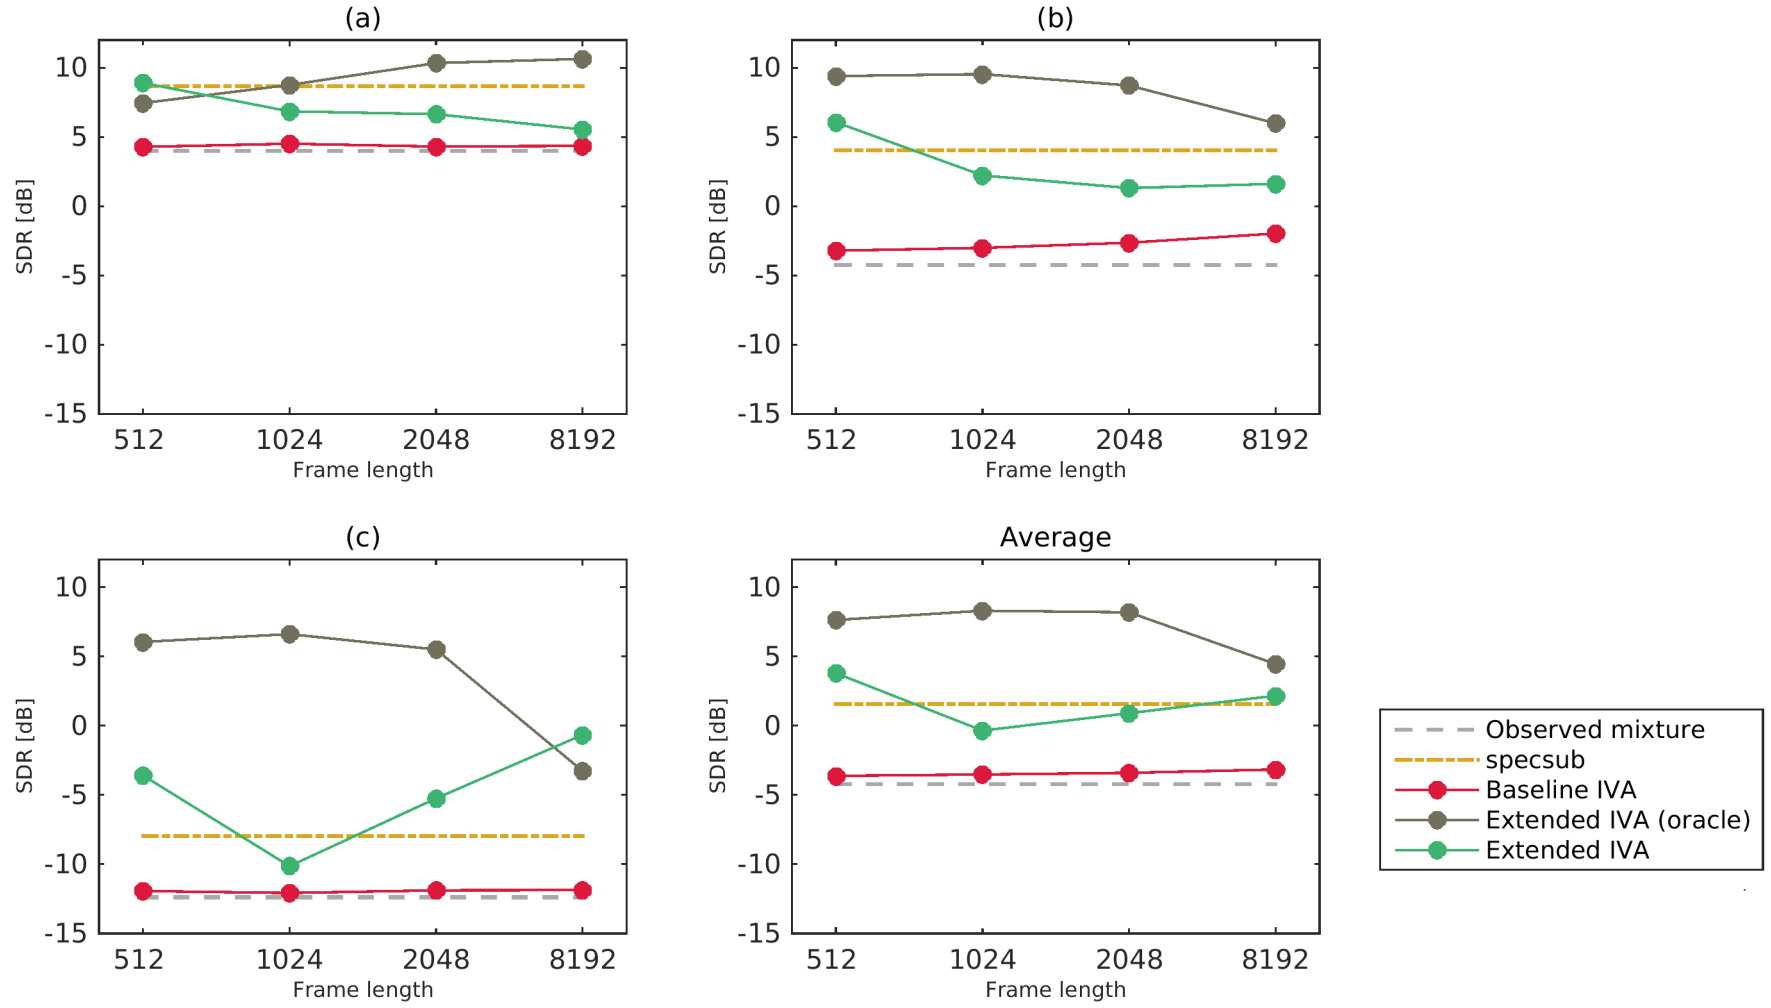 (a)
10
5
0
-5
-10
-15
SDR [dB]
512 1024 2048 8192
Frame length
(b)
10
5
0
-5
-10
-15
SDR [dB]
512 1024 2048 8192
Frame length
(c)
10
5
0
-5
-10
-15
SDR [dB]
512 1024 2048 8192
Frame length
Average
10
5
0
-5
-10
-15
SDR [dB]
512 1024 2048 8192
Frame length
Observed mixture
specsub
Baseline IVA
Extended IVA (oracle)
Extended IVA